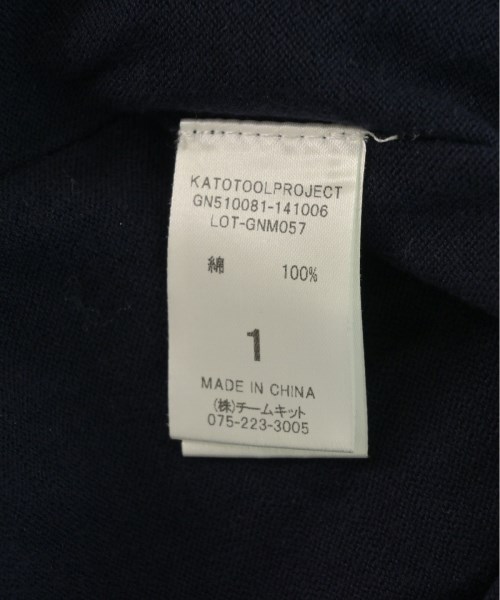 KATOTOOLPROJECT
GN510081-141006
LOT-GNM057
綿 100%
1
MADE IN CHINA
(株)チームキット
075-223-3005